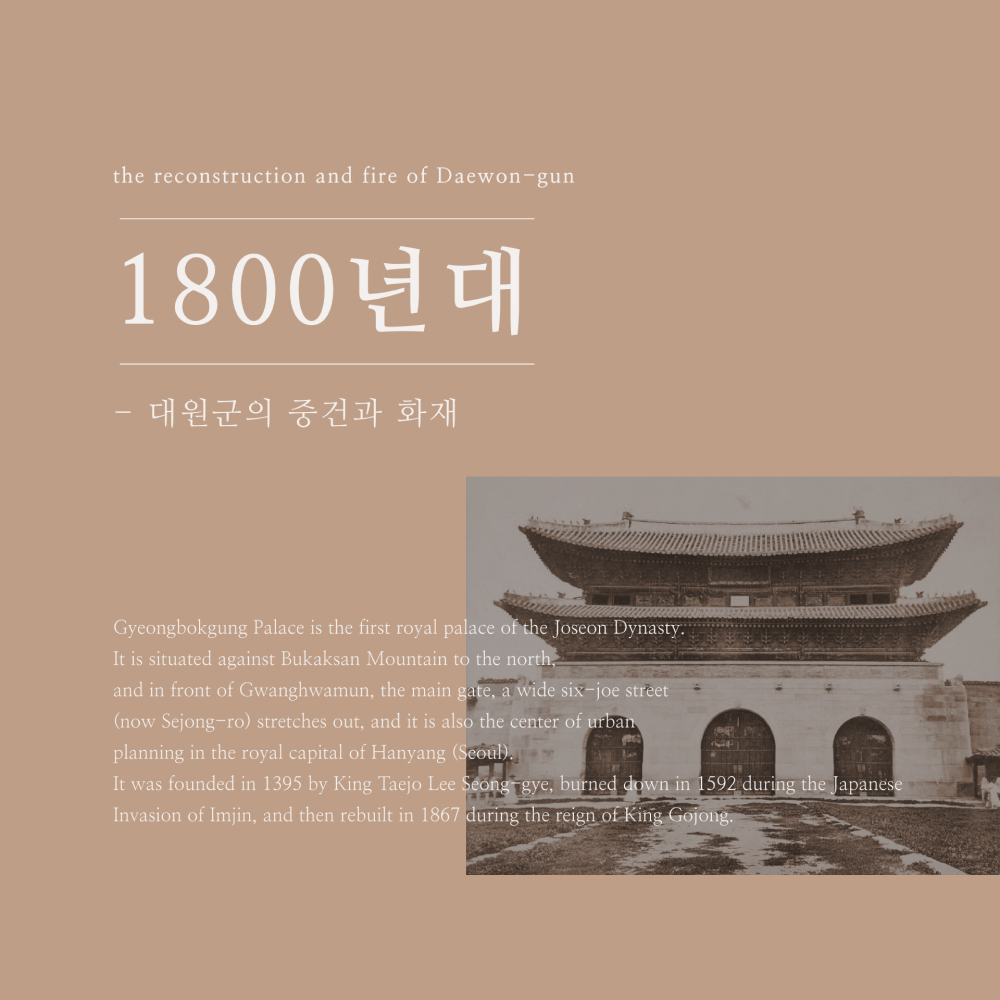 the reconstruction and fire of Daewon-gun
1800년대
- 대원군의 중건과 화재
Gyeongbokgung Palace is the first royal palace of the Joseon Dynasty.
It is situated against Bukaksan Mountain to the north,
and in front of Gwanghwamun, the main gate, a wide six-joe street
(now Sejong-ro) stretches out, and it is also the center of urban
planning in the royal capital of Hanyang (Seoul).
It was founded in 1395 by King Taejo Lee Seong-gye, burned down in 1592 during the Japanese
Invasion of Imjin, and then rebuilt in 1867 during the reign of King Gojong.